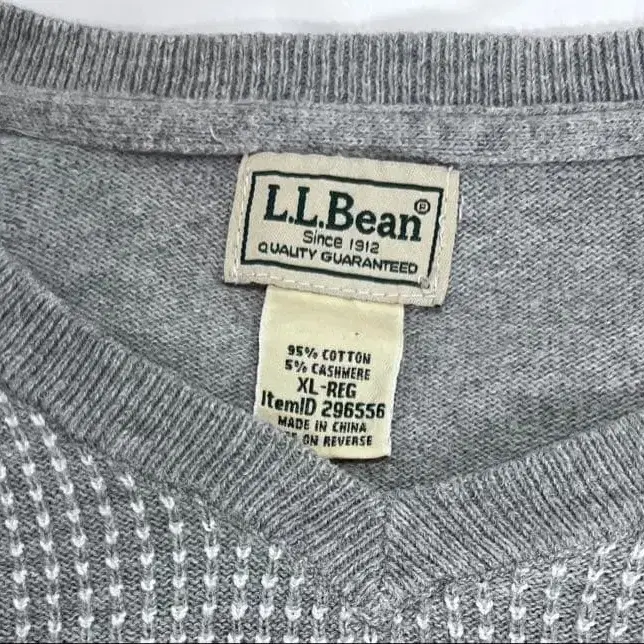 L.L.Bean®
Since 1912
QUALITY GUARANTEED
95% COTTON
5% CASHMERE
XL-REG
ItemID 296556
MADE IN CHINA
ON REVERSE